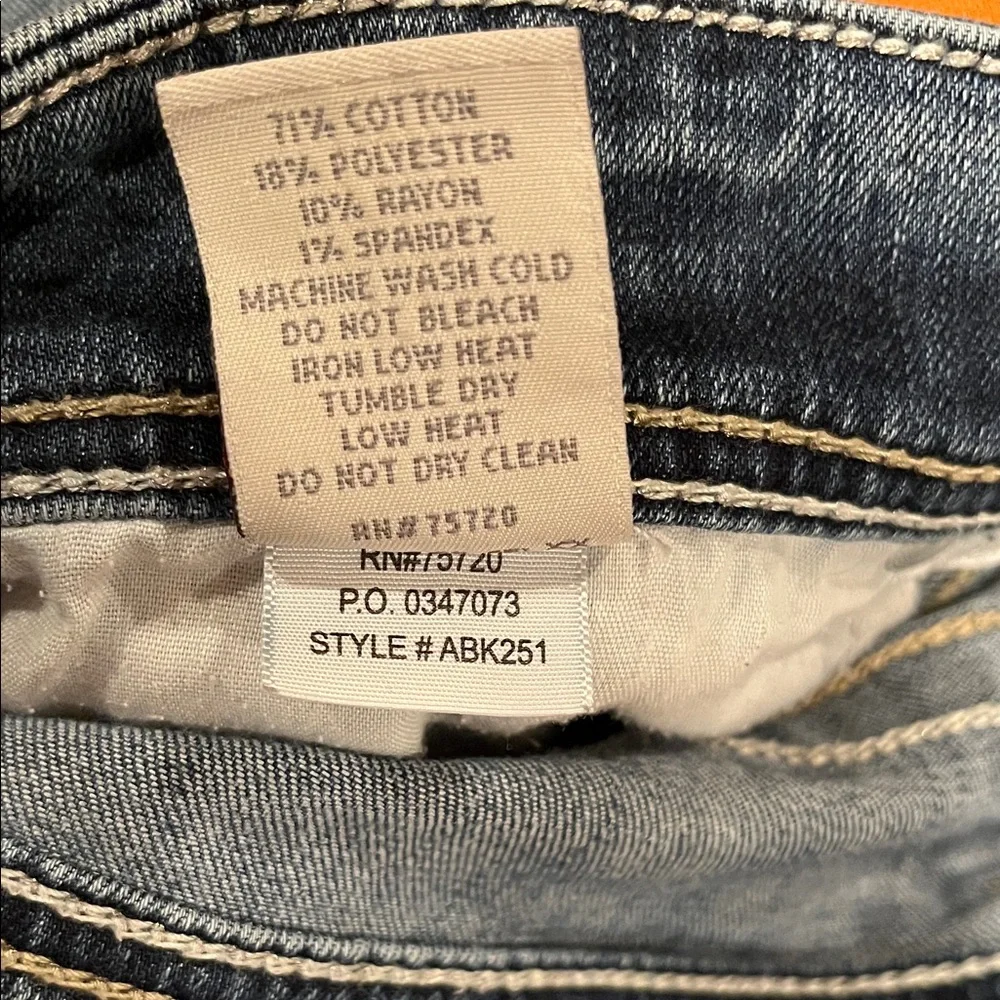 71% COTTON
18% POLYESTER
10% RAYON
1% SPANDEX
MACHINE WASH COLD
DO NOT BLEACH
IRON LOW HEAT
TUMBLE DRY
LOW HEAT
DO NOT DRY CLEAN
RN# 75720
RN#75720
P.O. 0347073
STYLE # ABK251